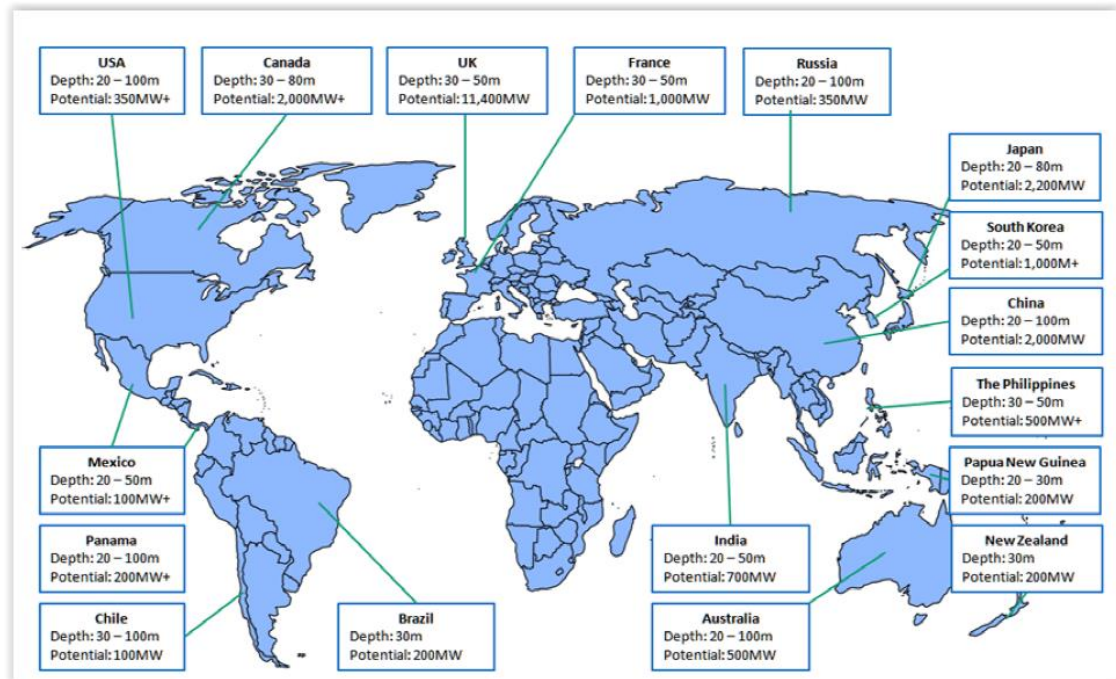 USA
Depth: 20 – 100m
Potential: 350MW+
Canada
Depth: 30 – 80m
Potential: 2,000MW+
UK
Depth: 30 – 50m
Potential: 11,400MW
France
Depth: 30 – 50m
Potential: 1,000MW
Russia
Depth: 20 – 100m
Potential: 350MW
Japan
Depth: 20 – 80m
Potential: 2,200MW
South Korea
Depth: 20 – 50m
Potential: 1,000M+
China
Depth: 20 – 100m
Potential: 2,000MW
The Philippines
Depth: 30 – 50m
Potential: 500MW+
Mexico
Depth: 20 – 50m
Potential: 100MW+
Papua New Guinea
Depth: 20 – 30m
Potential: 200MW
Panama
Depth: 20 – 100m
Potential: 200MW+
India
Depth: 20 – 50m
Potential: 700MW
New Zealand
Depth: 30m
Potential: 200MW
Chile
Depth: 30 – 100m
Potential: 100MW
Brazil
Depth: 30m
Potential: 200MW
Australia
Depth: 20 – 100m
Potential: 500MW